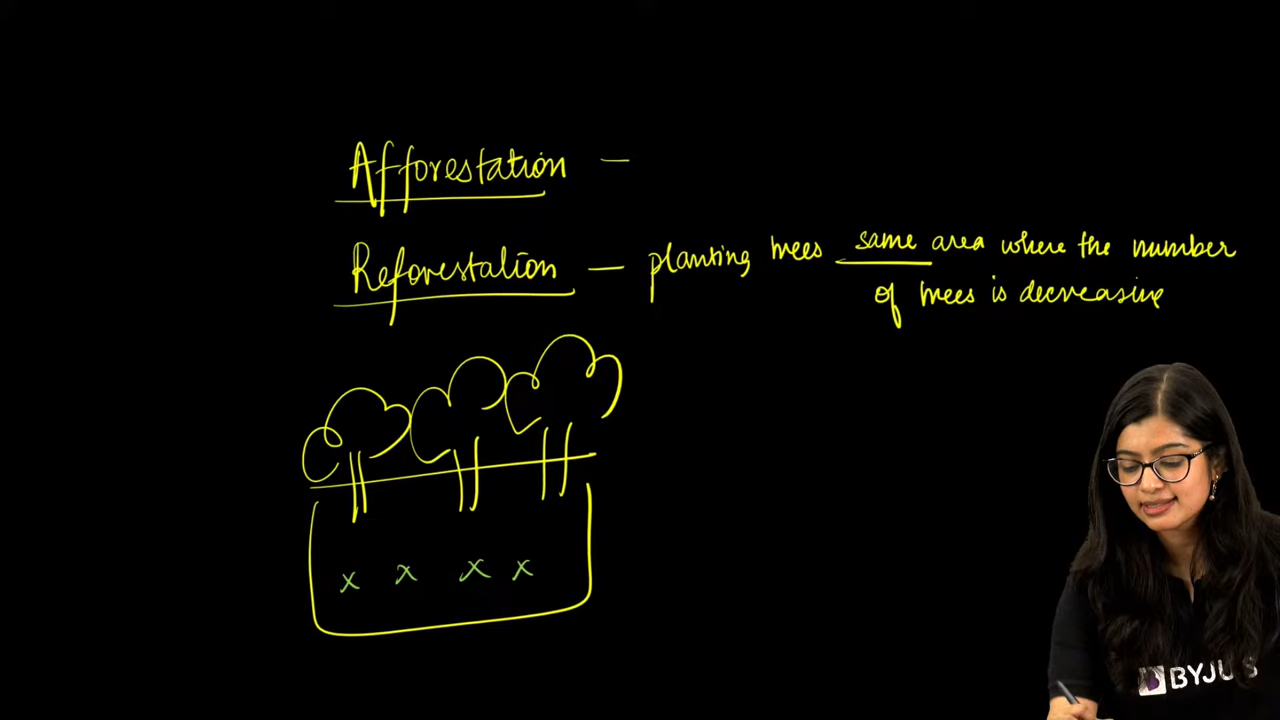 Afforestation —
Reforestation — planting trees same area where the number
of trees is decreasing
x x x x
BYJU'S